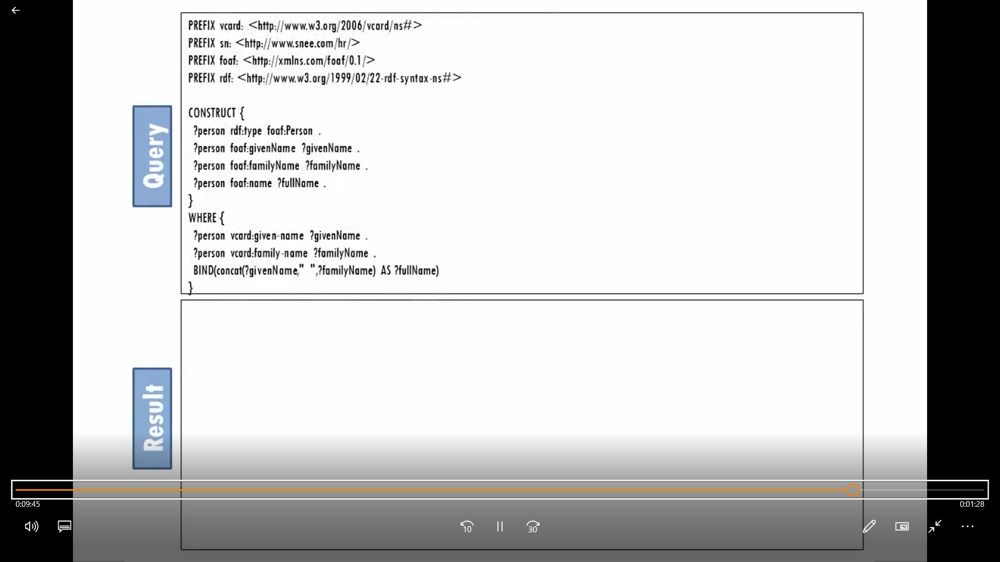 PREFIX vcard: <http://www.w3.org/2006/vcard/ns#>
PREFIX sn: <http://www.snee.com/hr/>
PREFIX foaf: <http://xmlns.com/foaf/0.1/>
PREFIX rdf: <http://www.w3.org/1999/02/22-rdf-syntax-ns#>
CONSTRUCT {
?person rdf:type foaf:Person .
?person foaf:givenName ?givenName .
?person foaf:familyName ?familyName .
?person foaf:name ?fullName .
}
WHERE {
?person vcard:given-name ?givenName .
?person vcard:family-name ?familyName .
BIND(concat(?givenName," ",?familyName) AS ?fullName)
}
Query
Result
0:09:45
0:01:28
10
30